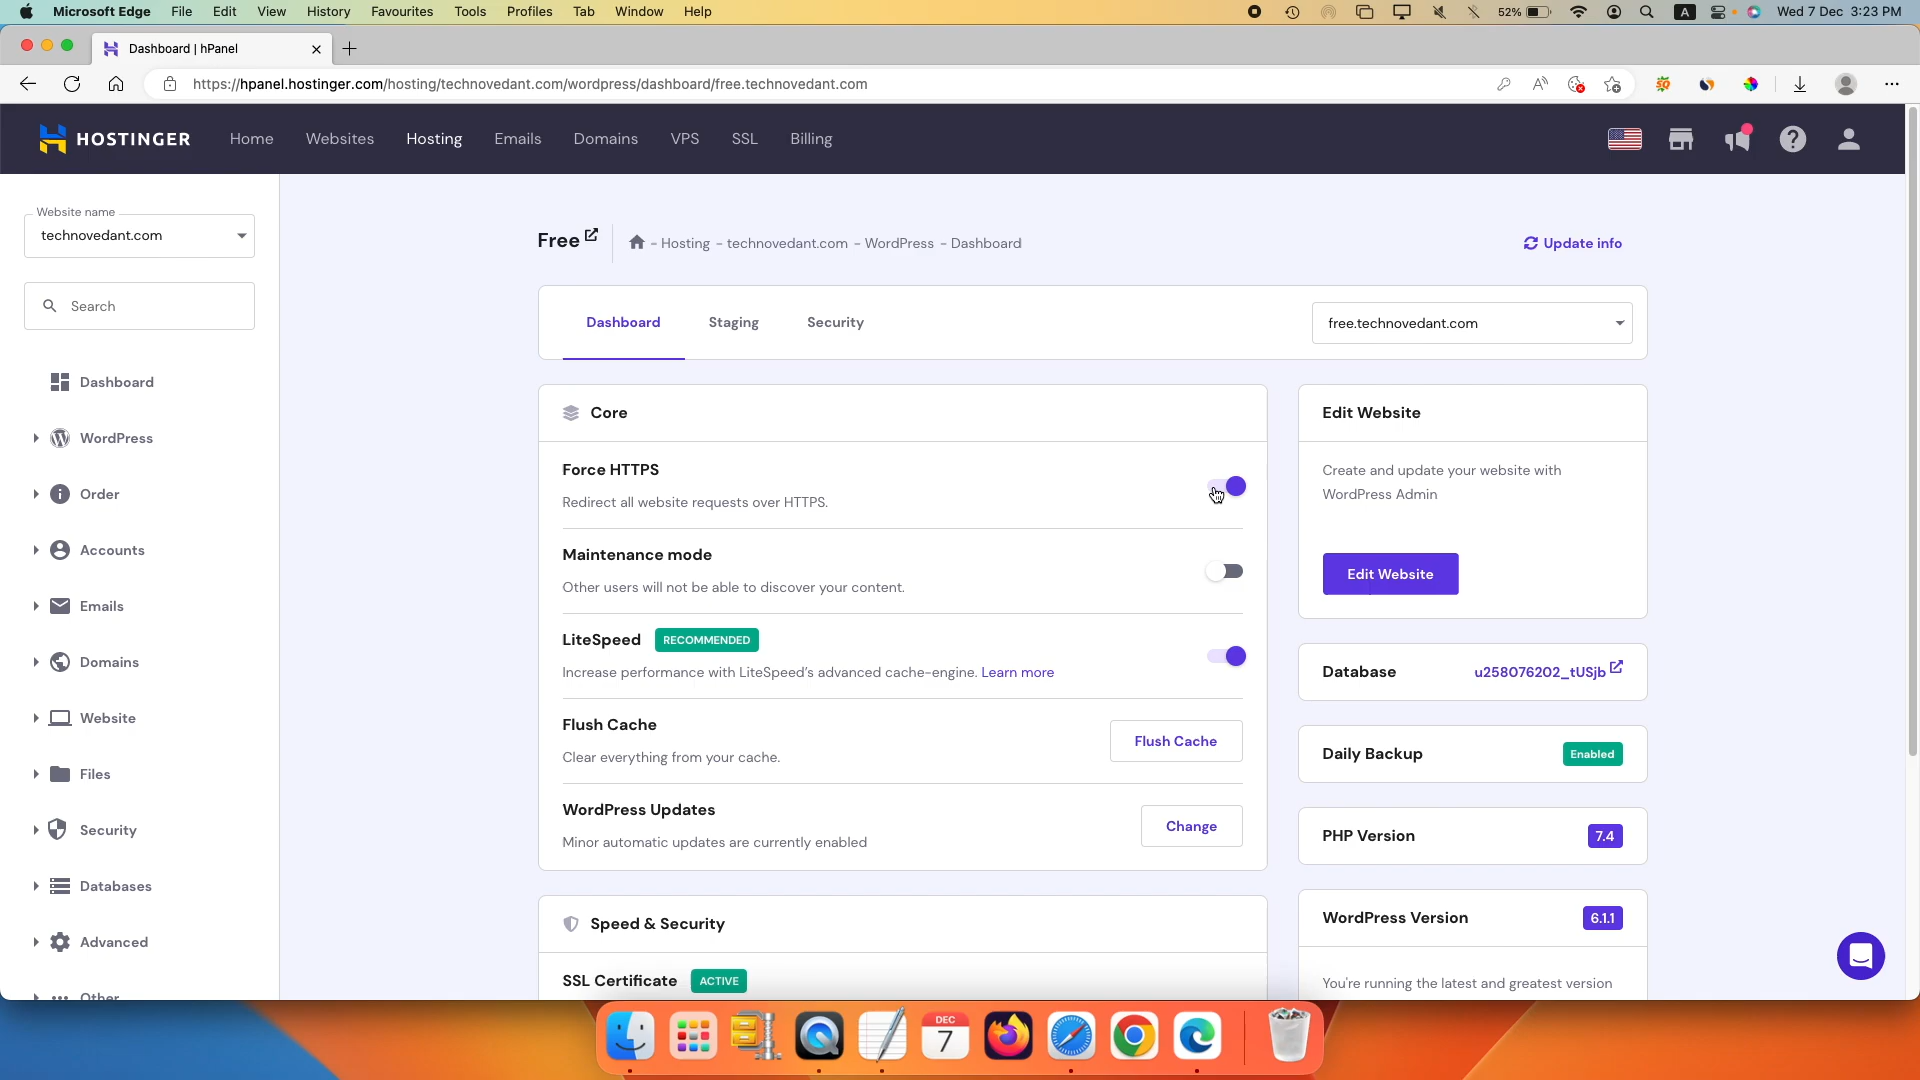 Microsoft Edge File Edit View History Favourites Tools Profiles Tab Window Help 52% A Wed 7 Dec 3:23 PM
Dashboard | hPanel
https://hpanel.hostinger.com/hosting/technovedant.com/wordpress/dashboard/free.technovedant.com
HOSTINGER Home Websites Hosting Emails Domains VPS SSL Billing
Website name
technovedant.com
Search
Dashboard
WordPress
Order
Accounts
Emails
Domains
Website
Files
Security
Databases
Advanced
Other
Free - Hosting - technovedant.com - WordPress - Dashboard
Update info
Dashboard Staging Security
free.technovedant.com
Core
Force HTTPS
Redirect all website requests over HTTPS.
Maintenance mode
Other users will not be able to discover your content.
LiteSpeed RECOMMENDED
Increase performance with LiteSpeed's advanced cache-engine. Learn more
Flush Cache
Clear everything from your cache.
Flush Cache
WordPress Updates
Minor automatic updates are currently enabled
Change
Speed & Security
SSL Certificate ACTIVE
Edit Website
Create and update your website with
WordPress Admin
Edit Website
Database u258076202_tUSjb
Daily Backup Enabled
PHP Version 7.4
WordPress Version 6.1.1
You're running the latest and greatest version
DEC
7